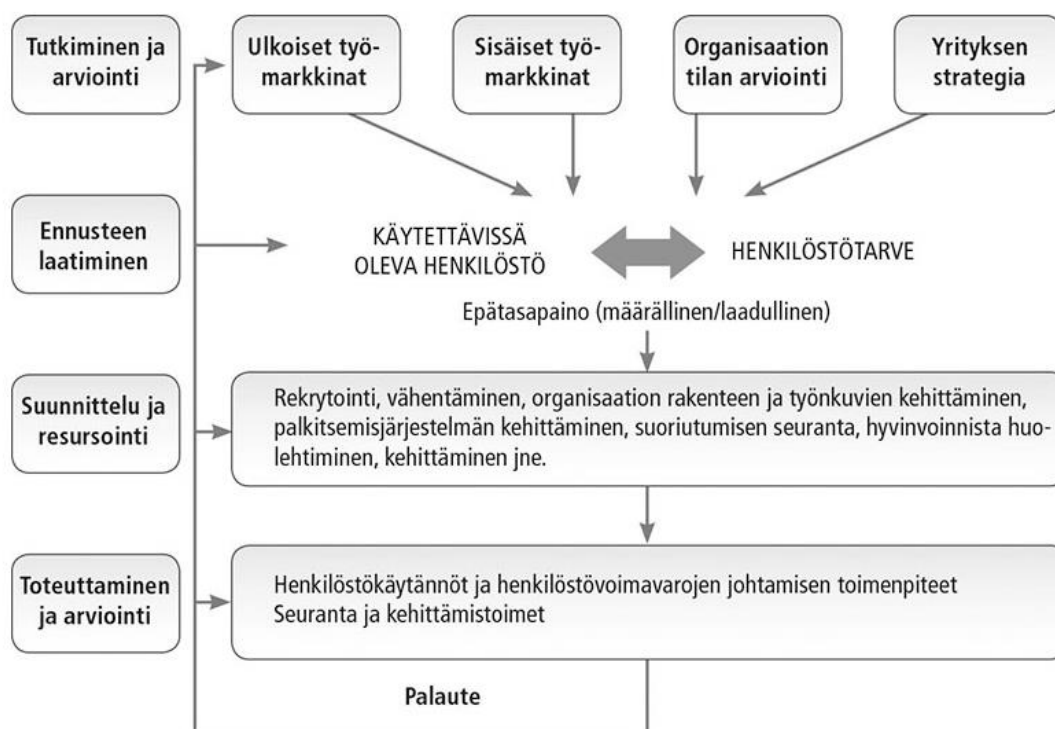 Tutkiminen ja
arviointi
Ulkoiset työ-
markkinat
Sisäiset työ-
markkinat
Organisaation
tilan arviointi
Yrityksen
strategia
Ennusteen
laatiminen
KÄYTETTÄVISSÄ
OLEVA HENKILÖSTÖ
HENKILÖSTÖTARVE
Epätasapaino (määrällinen/laadullinen)
Suunnittelu ja
resursointi
Rekrytointi, vähentäminen, organisaation rakenteen ja työnkuvien kehittäminen,
palkitsemisjärjestelmän kehittäminen, suoriutumisen seuranta, hyvinvoinnista huo-
lehtiminen, kehittäminen jne.
Toteuttaminen
ja arviointi
Henkilöstökäytännöt ja henkilöstövoimavarojen johtamisen toimenpiteet
Seuranta ja kehittämistoimet
Palaute